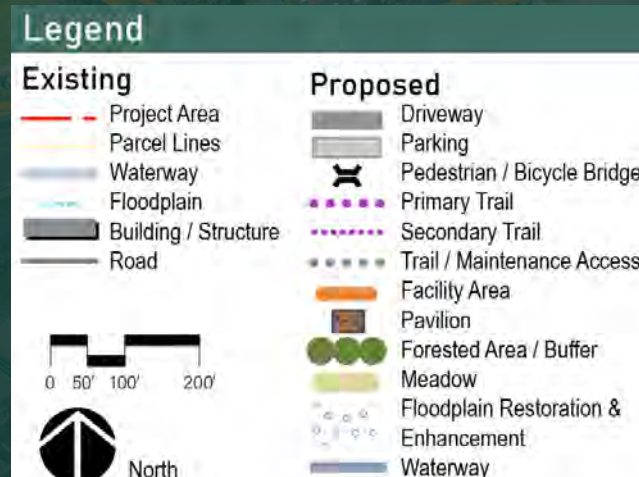 Legend
Existing
Project Area
Parcel Lines
Waterway
Floodplain
Building / Structure
Road
0 50' 100' 200'
North
Proposed
Driveway
Parking
Pedestrian / Bicycle Bridge
Primary Trail
Secondary Trail
Trail / Maintenance Access
Facility Area
Pavilion
Forested Area / Buffer
Meadow
Floodplain Restoration &
Enhancement
Waterway